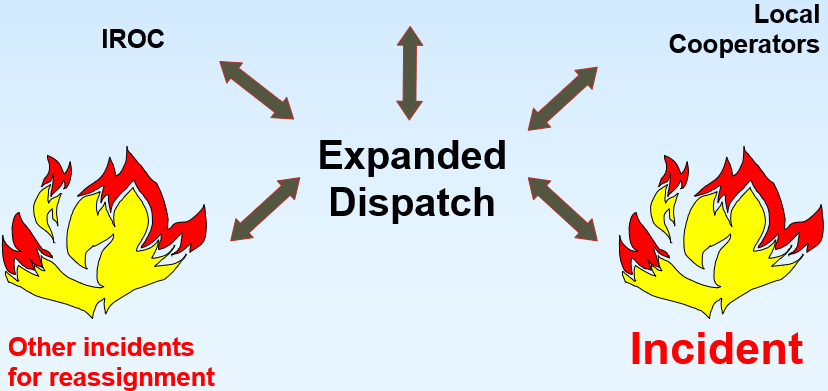 IROC
Local
Cooperators
Expanded
Dispatch
Other incidents
for reassignment
Incident